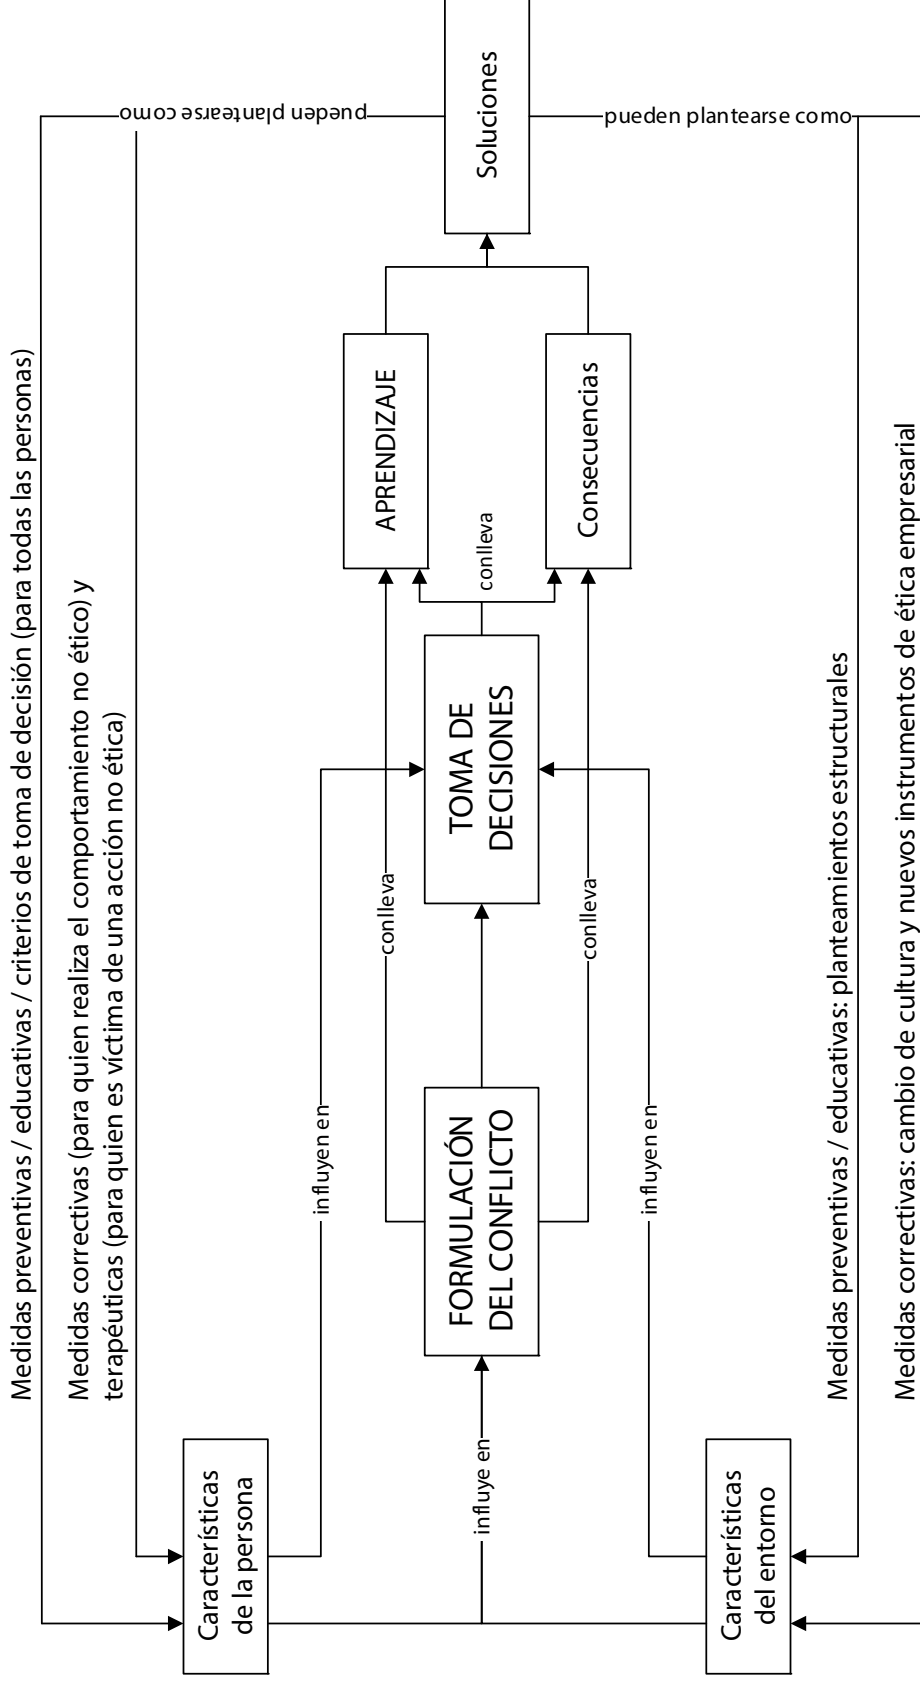 Medidas preventivas / educativas / criterios de toma de decisión (para todas las personas)
Medidas correctivas (para quien realiza el comportamiento no ético) y
terapéuticas (para quien es víctima de una acción no ética)
pueden plantearse como
Características
de la persona
influyen en
conlleva
APRENDIZAJE
influye en
FORMULACIÓN
DEL CONFLICTO
TOMA DE
DECISIONES
conlleva
Soluciones
conlleva
Consecuencias
influyen en
Características
del entorno
pueden plantearse como
Medidas preventivas / educativas: planteamientos estructurales
Medidas correctivas: cambio de cultura y nuevos instrumentos de ética empresarial